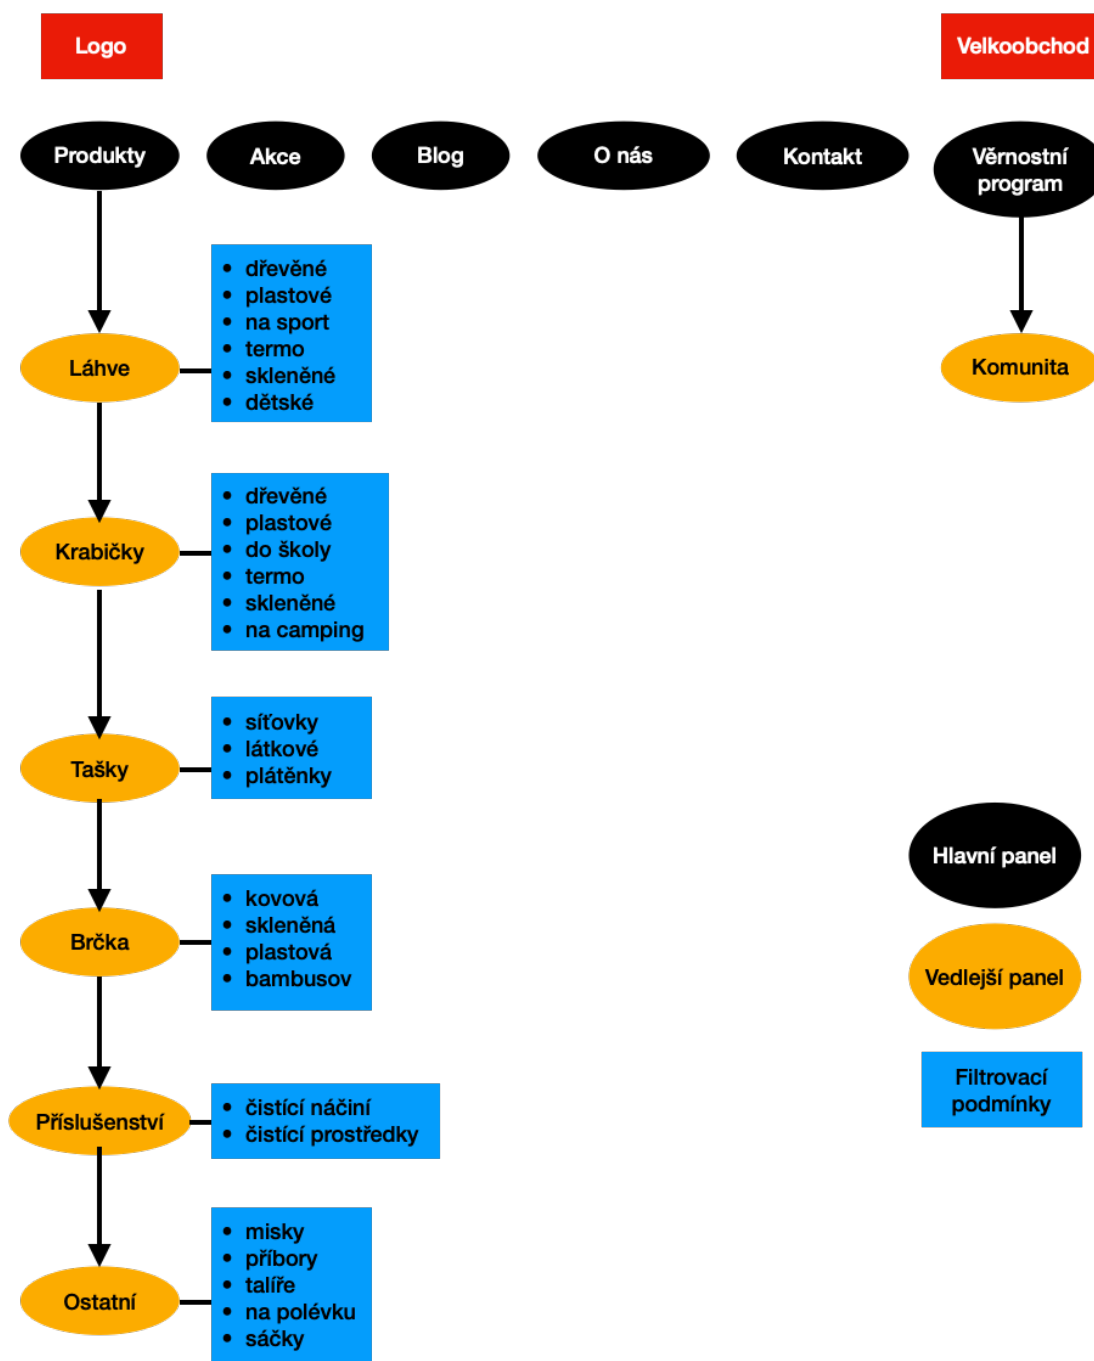 Logo
Velkoobchod
Produkty
Akce
Blog
O nás
Kontakt
Věrnostní
program
• dřevěné
• plastové
• na sport
• termo
• skleněné
• dětské
Láhve
Komunita
• dřevěné
• plastové
• do školy
• termo
• skleněné
• na camping
Krabičky
• síťovky
• látkové
• plátěnky
Tašky
Hlavní panel
• kovová
• skleněná
• plastová
• bambusov
Brčka
Vedlejší panel
Filtrovací
podmínky
• čistící náčiní
• čistící prostředky
Příslušenství
• misky
• příbory
• talíře
• na polévku
• sáčky
Ostatní